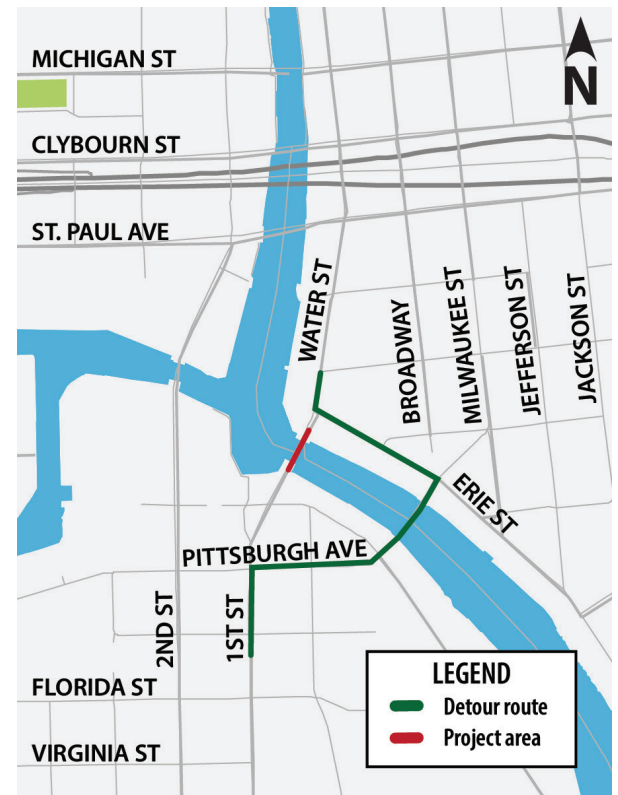 N
MICHIGAN ST
CLYBOURN ST
ST. PAUL AVE
WATER ST
BROADWAY
MILWAUKEE ST
JEFFERSON ST
JACKSON ST
ERIE ST
PITTSBURGH AVE
2ND ST
1ST ST
FLORIDA ST
VIRGINIA ST
LEGEND
Detour route
Project area